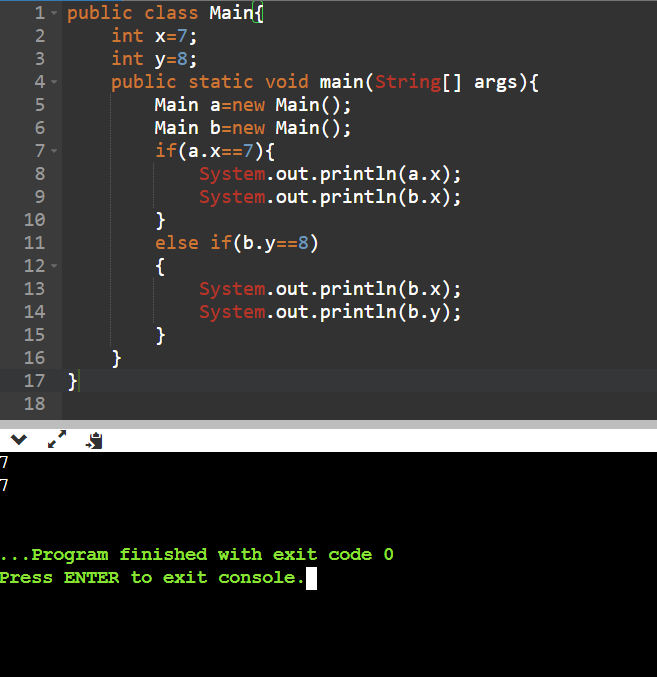 1 public class Main{
2     int x=7;
3     int y=8;
4     public static void main(String[] args){
5         Main a=new Main();
6         Main b=new Main();
7         if(a.x==7){
8             System.out.println(a.x);
9             System.out.println(b.x);
10         }
11         else if(b.y==8)
12         {
13             System.out.println(b.x);
14             System.out.println(b.y);
15         }
16     }
17 }
18
7
7
...Program finished with exit code 0
Press ENTER to exit console.